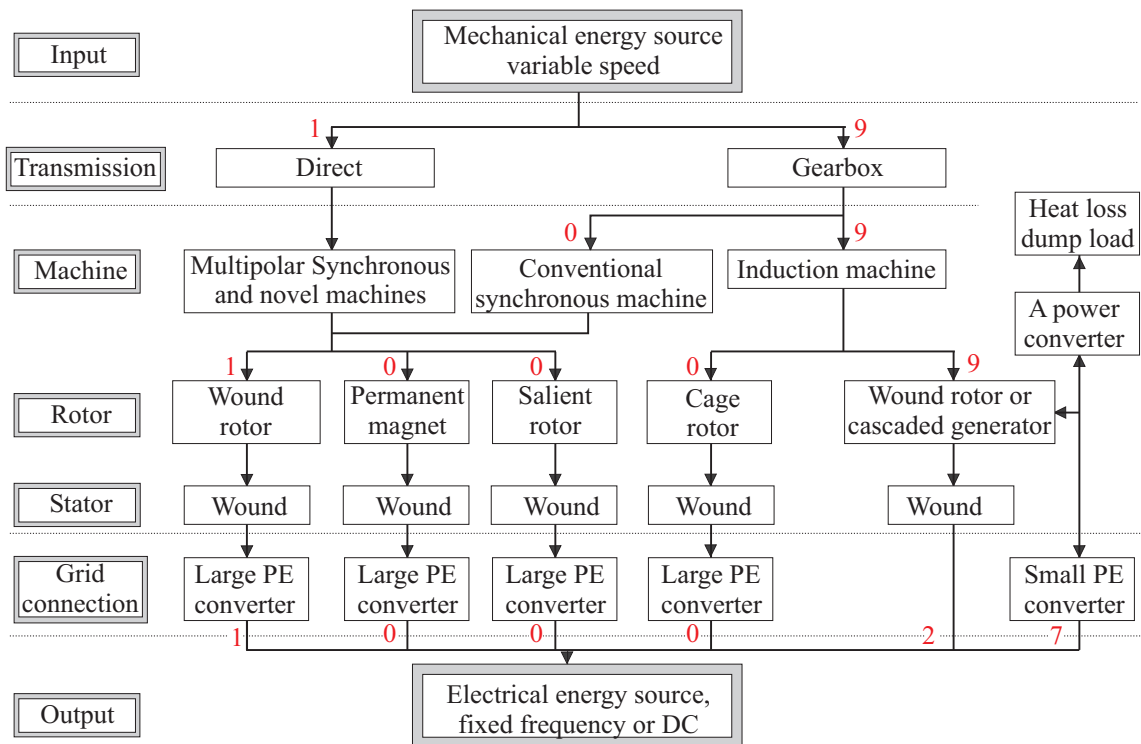 Input
Mechanical energy source
variable speed
1
9
Transmission
Direct
Gearbox
0
9
Heat loss
dump load
Machine
Multipolar Synchronous
and novel machines
Conventional
synchronous machine
Induction machine
A power
converter
1
0
0
0
9
Rotor
Wound
rotor
Permanent
magnet
Salient
rotor
Cage
rotor
Wound rotor or
cascaded generator
Stator
Wound
Wound
Wound
Wound
Wound
Grid
connection
Large PE
converter
Large PE
converter
Large PE
converter
Large PE
converter
Small PE
converter
1
0
0
0
2
7
Output
Electrical energy source,
fixed frequency or DC